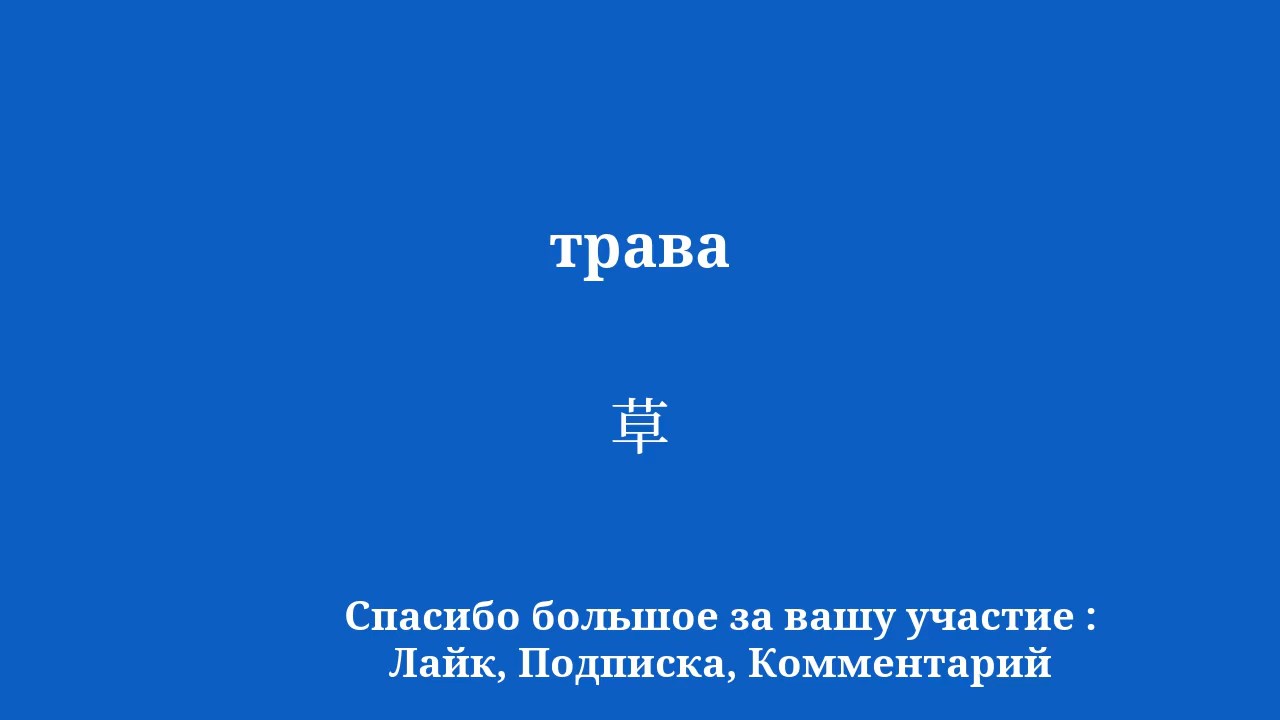 трава
草
Спасибо большое за вашу участие :
Лайк, Подписка, Комментарий